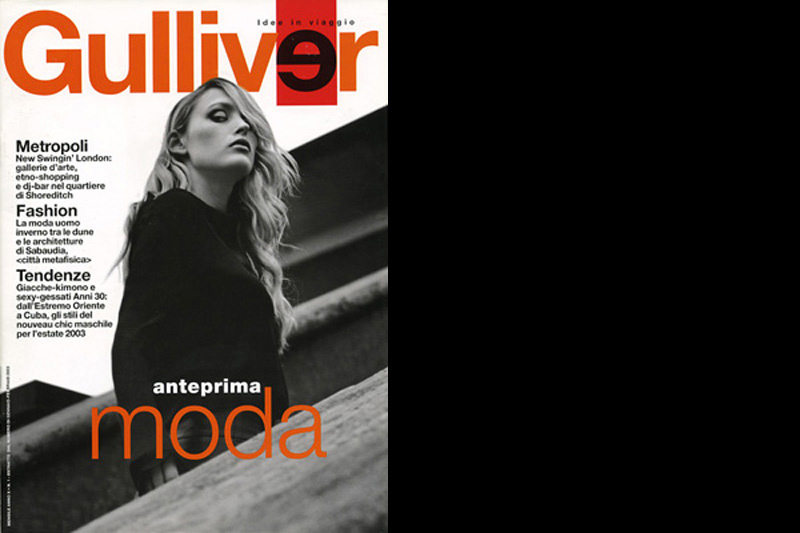 Idee in viaggio
Gulliver
Metropoli
New Swingin' London:
gallerie d'arte,
etno-shopping
e dj-bar nel quartiere
di Shoreditch
Fashion
La moda uomo
inverno tra le dune
e le architetture
di Sabaudia,
<città metafisica>
Tendenze
Giacche-kimono e
sexy-gessati Anni 30:
dall'Estremo Oriente
a Cuba, gli stili del
nouveau chic maschile
per l'estate 2003
anteprima
moda